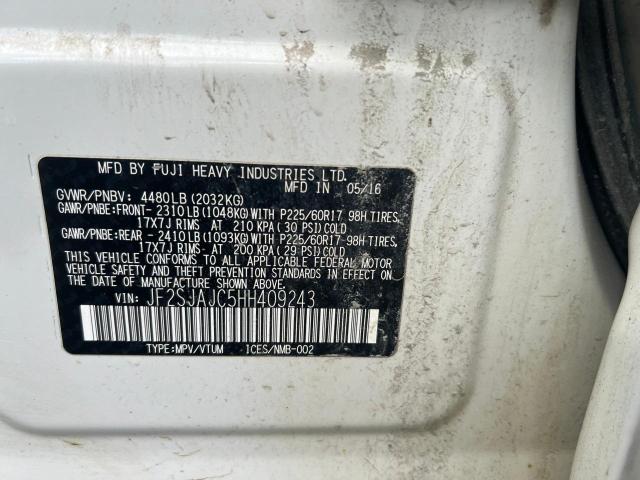 MFD BY FUJI HEAVY INDUSTRIES LTD.
MFD IN 05/16
GVWR/PNBV: 4480LB (2032KG)
GAWR/PNBE:FRONT- 2310LB (1048KG) WITH P225/60R17 98H TIRES,
17X7J RIMS AT 210 KPA (30 PSI) COLD
GAWR/PNBE:REAR - 2410LB (1093KG) WITH P225/60R17 98H TIRES,
17X7J RIMS AT 200 KPA (29 PSI) COLD
THIS VEHICLE CONFORMS TO ALL APPLICABLE FEDERAL MOTOR
VEHICLE SAFETY AND THEFT PREVENTION STANDARDS IN EFFECT ON
THE DATE OF MANUFACTURE SHOWN ABOVE.
VIN: JF2SJAJC5HH409243
TYPE:MPV/VTUM ICES/NMB-002